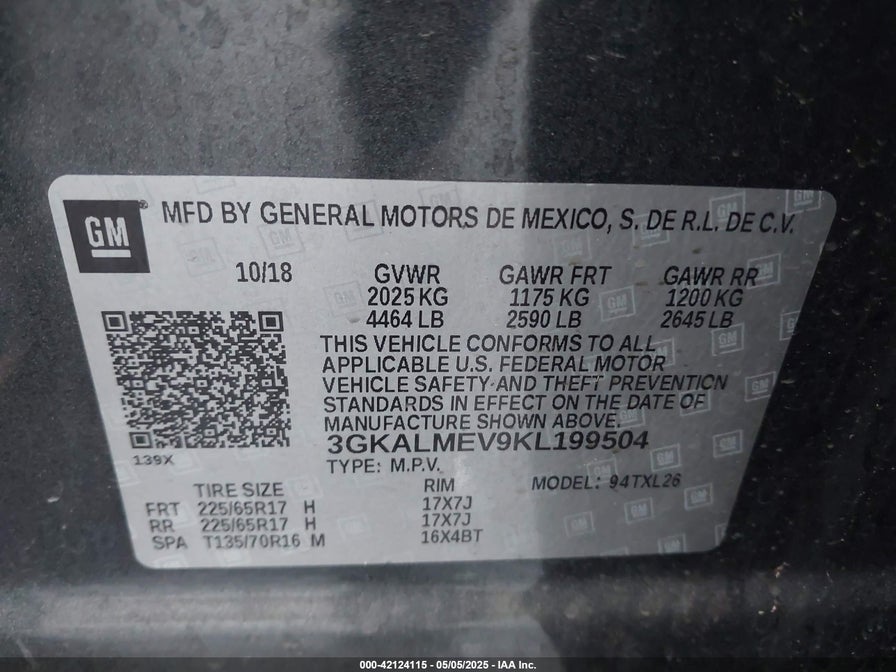 GM ® MFD BY GENERAL MOTORS DE MEXICO, S. DE R.L. DE C.V.
10/18 GVWR GAWR FRT GAWR RR
2025 KG 1175 KG 1200 KG
4464 LB 2590 LB 2645 LB
THIS VEHICLE CONFORMS TO ALL
APPLICABLE U.S. FEDERAL MOTOR
VEHICLE SAFETY AND THEFT PREVENTION
STANDARDS IN EFFECT ON THE DATE OF
MANUFACTURE SHOWN ABOVE.
3GKALMEV9KL199504
139X
TYPE: M.P.V. MODEL: 94TXL26
TIRE SIZE RIM
FRT 225/65R17 H 17X7J
RR 225/65R17 H 17X7J
SPA T135/70R16 M 16X4BT
000-42124115 - 05/05/2025 - IAA Inc.